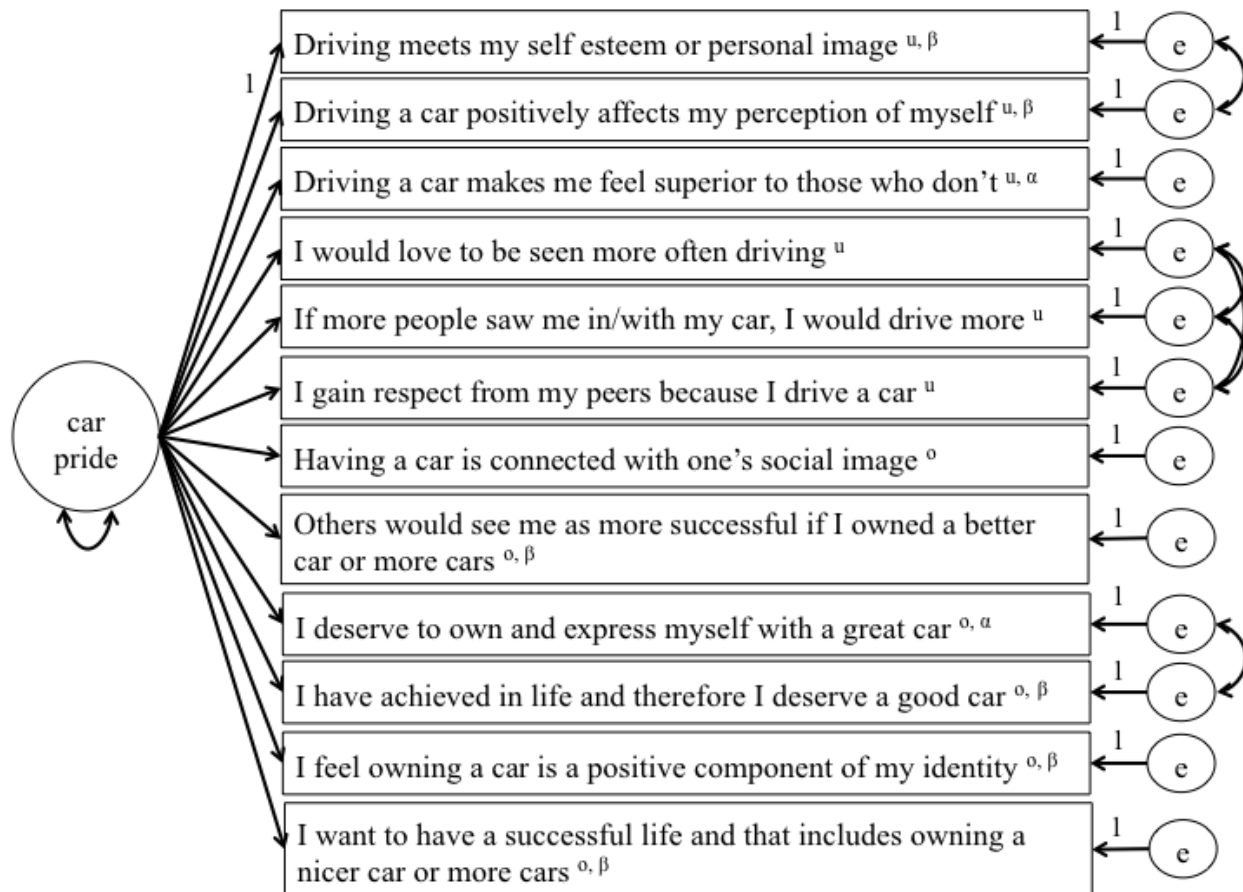 Driving meets my self esteem or personal image u, β
1
e
1
Driving a car positively affects my perception of myself u, β
1
e
Driving a car makes me feel superior to those who don’t u, α
1
e
I would love to be seen more often driving u
1
e
If more people saw me in/with my car, I would drive more u
1
e
I gain respect from my peers because I drive a car u
1
e
car
pride
Having a car is connected with one’s social image o
1
e
Others would see me as more successful if I owned a better
car or more cars o, β
1
e
I deserve to own and express myself with a great car o, α
1
e
I have achieved in life and therefore I deserve a good car o, β
1
e
I feel owning a car is a positive component of my identity o, β
1
e
I want to have a successful life and that includes owning a
nicer car or more cars o, β
1
e